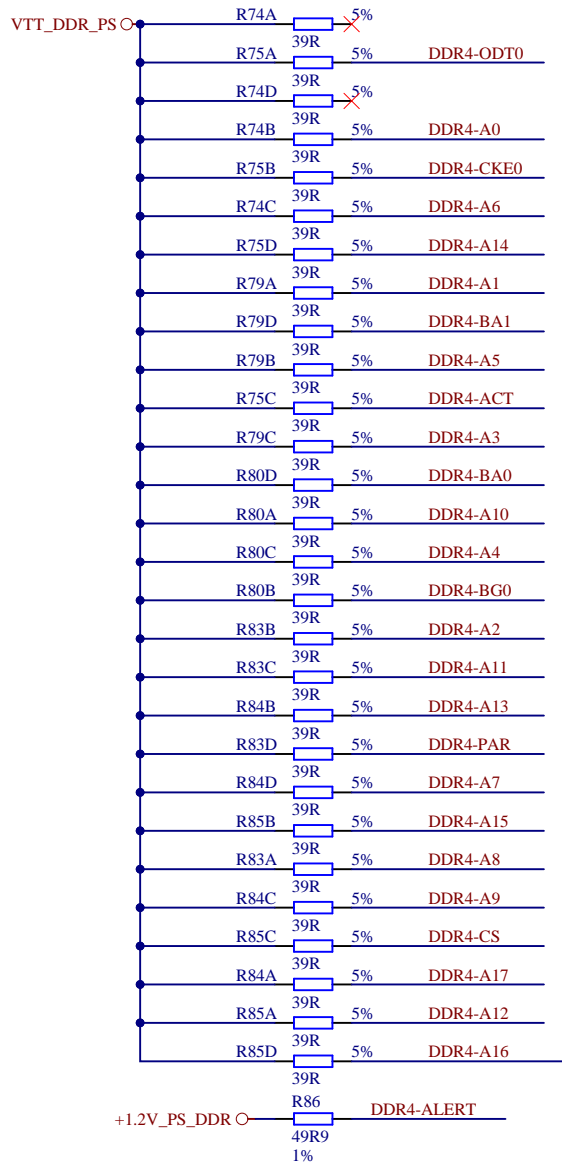 VTT_DDR_PS R74A 5%
39R
R75A 5% DDR4-ODT0
39R
R74D 5%
39R
R74B 5% DDR4-A0
39R
R75B 5% DDR4-CKE0
39R
R74C 5% DDR4-A6
39R
R75D 5% DDR4-A14
39R
R79A 5% DDR4-A1
39R
R79D 5% DDR4-BA1
39R
R79B 5% DDR4-A5
39R
R75C 5% DDR4-ACT
39R
R79C 5% DDR4-A3
39R
R80D 5% DDR4-BA0
39R
R80A 5% DDR4-A10
39R
R80C 5% DDR4-A4
39R
R80B 5% DDR4-BG0
39R
R83B 5% DDR4-A2
39R
R83C 5% DDR4-A11
39R
R84B 5% DDR4-A13
39R
R83D 5% DDR4-PAR
39R
R84D 5% DDR4-A7
39R
R85B 5% DDR4-A15
39R
R83A 5% DDR4-A8
39R
R84C 5% DDR4-A9
39R
R85C 5% DDR4-CS
39R
R84A 5% DDR4-A17
39R
R85A 5% DDR4-A12
39R
R85D 5% DDR4-A16
39R
R86
+1.2V_PS_DDR DDR4-ALERT
49R9
1%